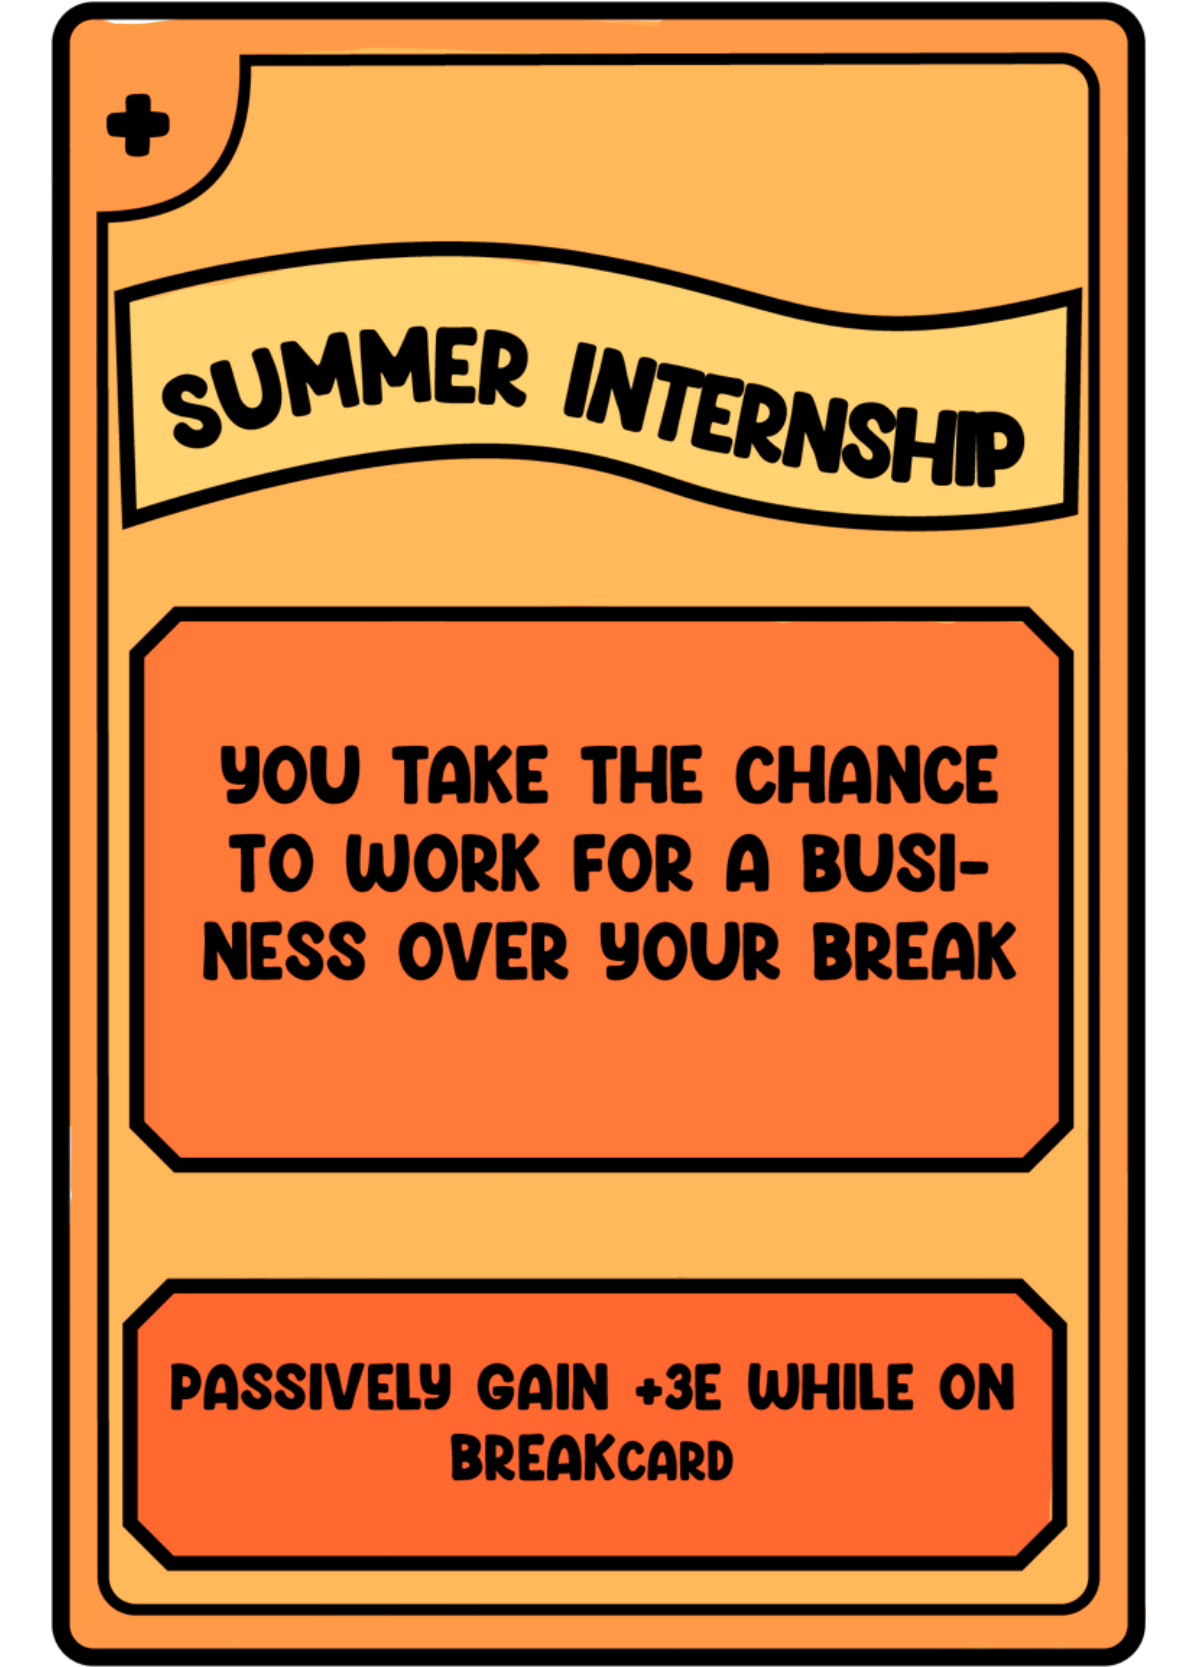 +
SUMMER INTERNSHIP
YOU TAKE THE CHANCE
TO WORK FOR A BUSI-
NESS OVER YOUR BREAK
PASSIVELY GAIN +3E WHILE ON
BREAKCARD